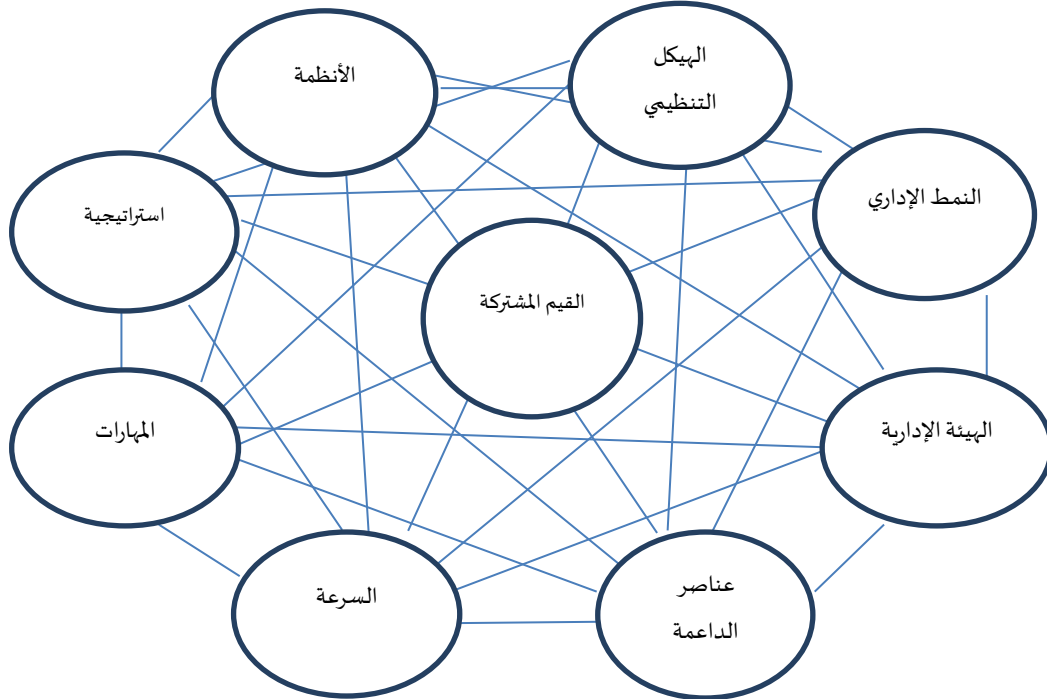 الهيكل
التنظيمي
الأنظمة
النمط الإداري
استراتيجية
القيم المشتركة
الهيئة الإدارية
المهارات
عناصر
الداعمة
السرعة